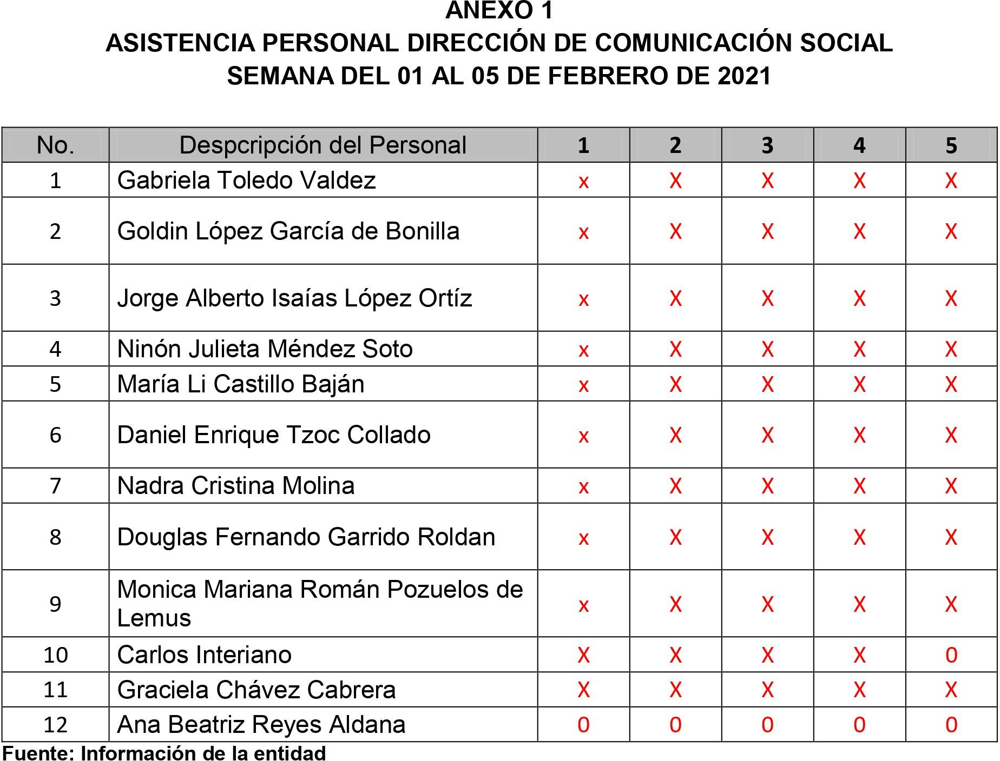 ANEXO 1
ASISTENCIA PERSONAL DIRECCIÓN DE COMUNICACIÓN SOCIAL
SEMANA DEL 01 AL 05 DE FEBRERO DE 2021
No. Despcripción del Personal 1 2 3 4 5
1 Gabriela Toledo Valdez x X X X X
2 Goldin López García de Bonilla x X X X X
3 Jorge Alberto Isaías López Ortíz x X X X X
4 Ninón Julieta Méndez Soto x X X X X
5 María Li Castillo Baján x X X X X
6 Daniel Enrique Tzoc Collado x X X X X
7 Nadra Cristina Molina x X X X X
8 Douglas Fernando Garrido Roldan x X X X X
9 Monica Mariana Román Pozuelos de
Lemus x X X X X
10 Carlos Interiano X X X X 0
11 Graciela Chávez Cabrera X X X X X
12 Ana Beatriz Reyes Aldana 0 0 0 0 0
Fuente: Información de la entidad